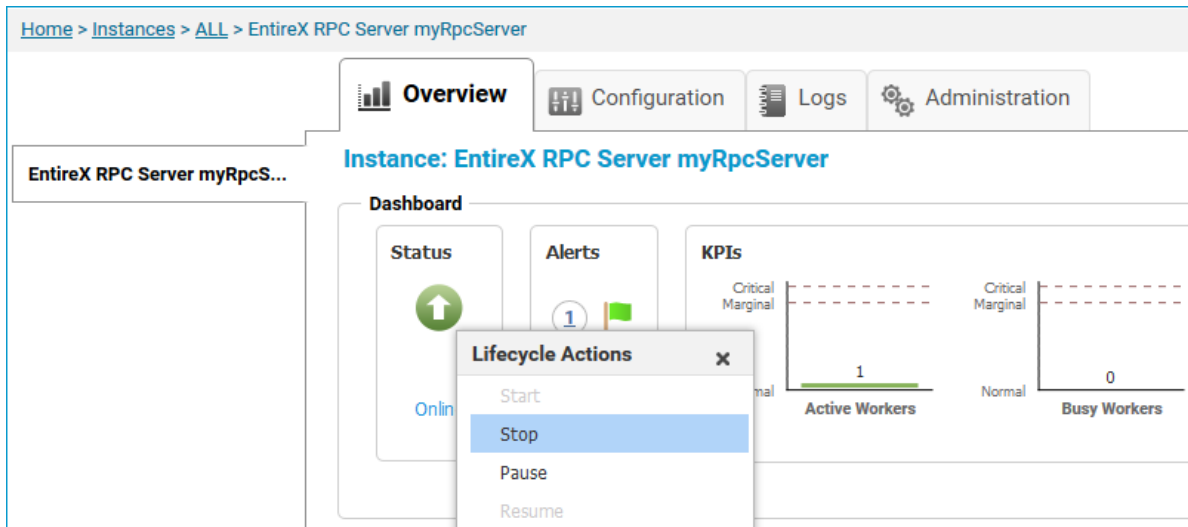 Home > Instances > ALL > EntireX RPC Server myRpcServer
Overview
Configuration
Logs
Administration
EntireX RPC Server myRpcS...
Instance: EntireX RPC Server myRpcServer
Dashboard
Status
Alerts
KPIs
1
Onlin
Lifecycle Actions
Start
Stop
Pause
Resume
Critical
Marginal
mal
1
Active Workers
Critical
Marginal
Normal
0
Busy Workers